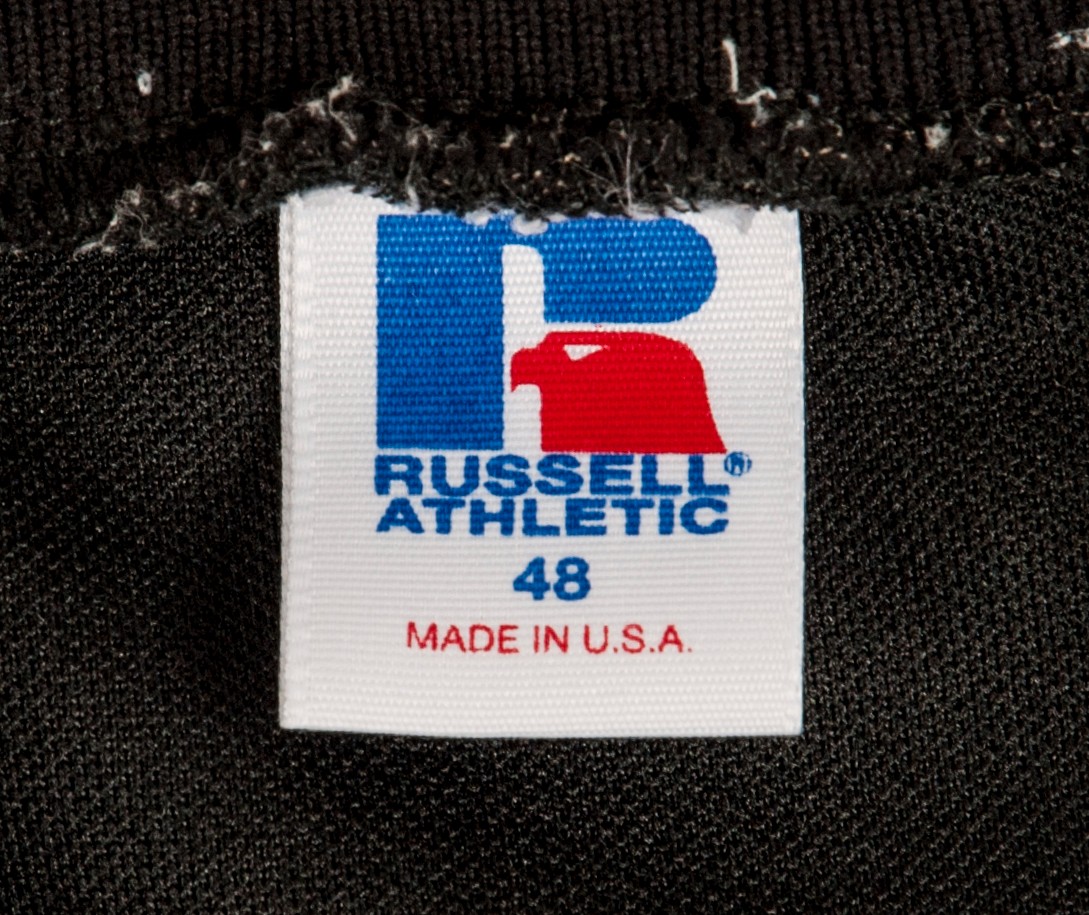 RUSSELL®
ATHLETIC
48
MADE IN U.S.A.